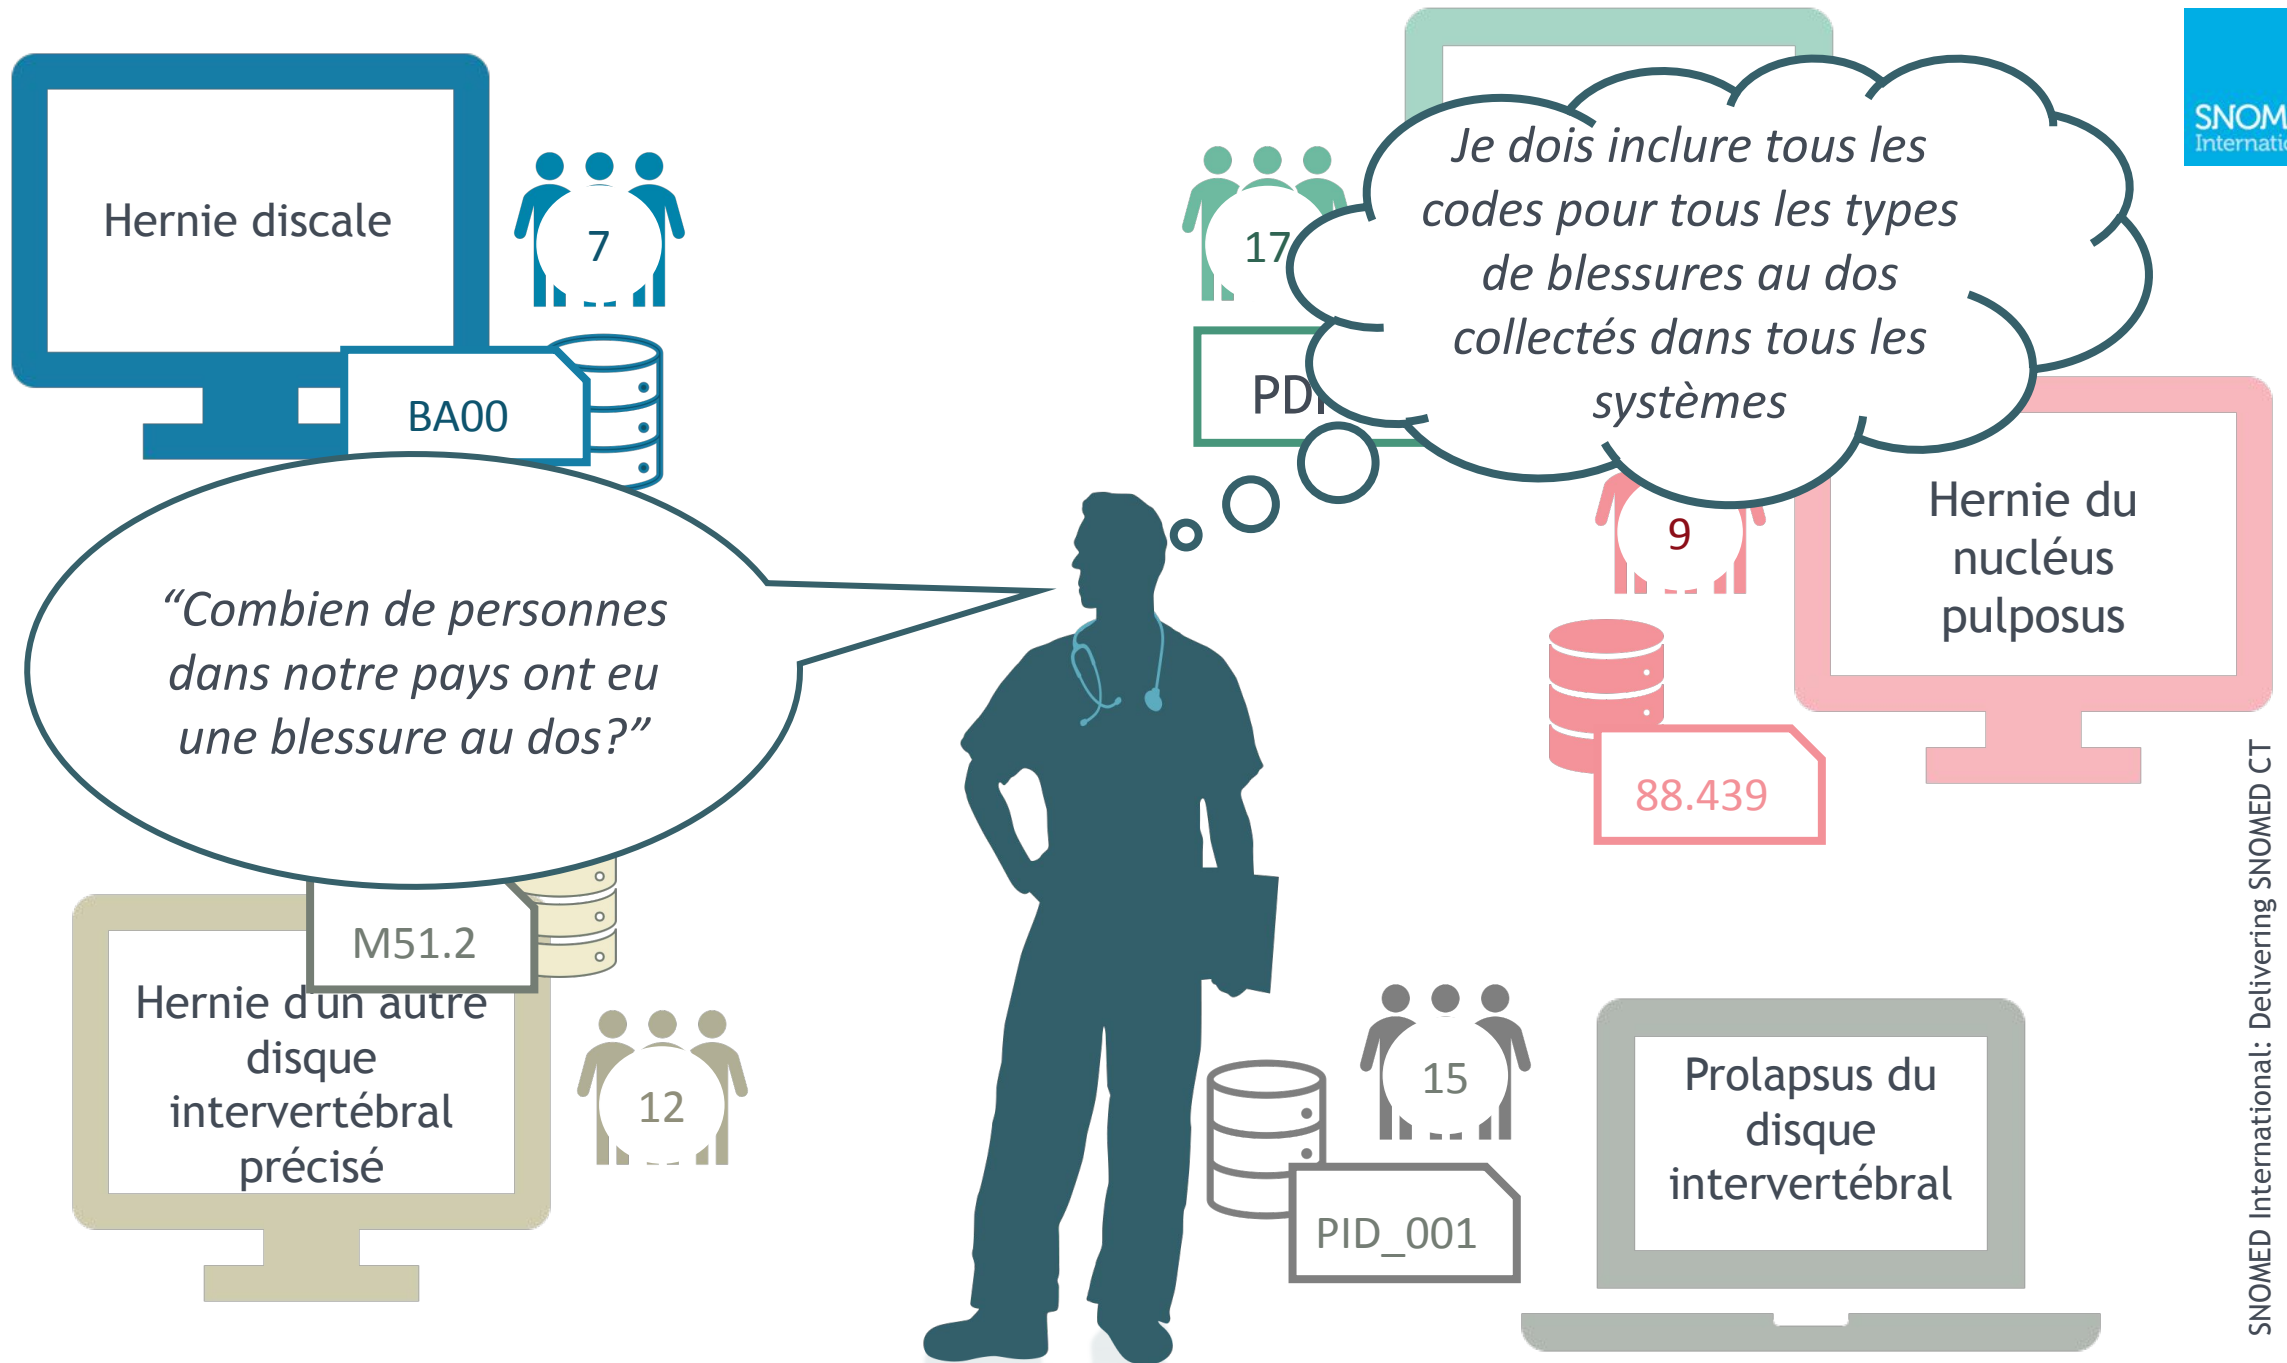 Hernie discale
7
BA00
“Combien de personnes
dans notre pays ont eu
une blessure au dos?”
M51.2
Hernie d'un autre
disque
intervertébral
précisé
12
17
Je dois inclure tous les
codes pour tous les types
de blessures au dos
collectés dans tous les
systèmes
9
Hernie du
nucléus
pulposus
88.439
15
PID_001
Prolapsus du
disque
intervertébral
SNOMED International: Delivering SNOMED CT